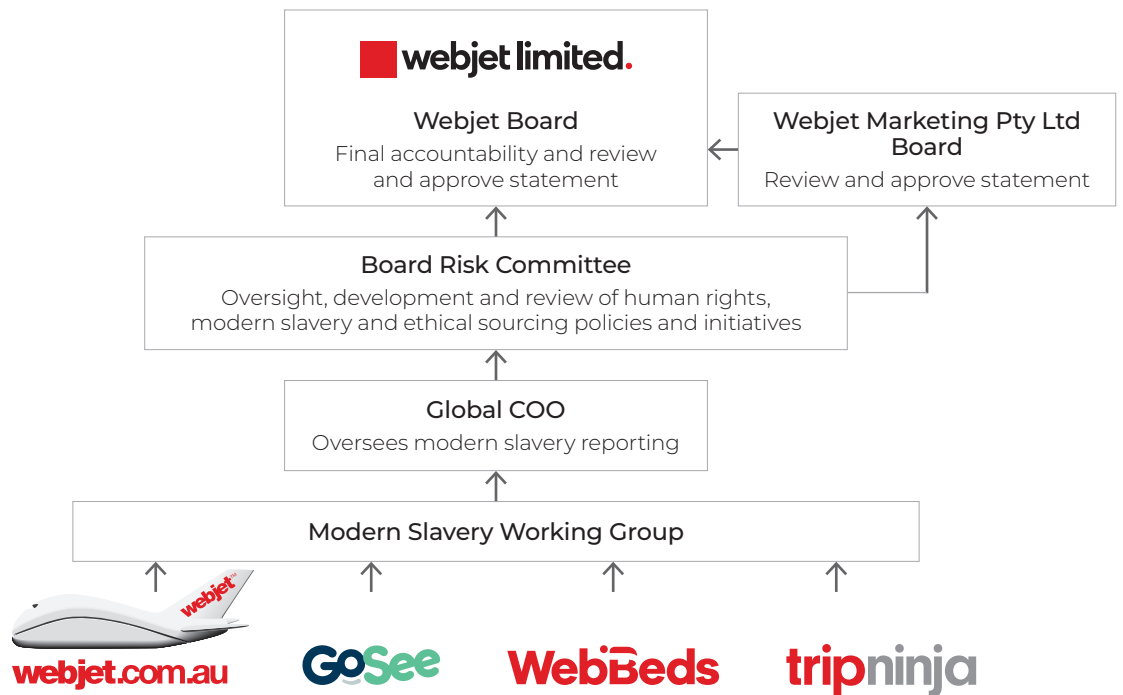 webjet limited.
Webjet Board
Final accountability and review
and approve statement
Webjet Marketing Pty Ltd
Board
Review and approve statement
Board Risk Committee
Oversight, development and review of human rights,
modern slavery and ethical sourcing policies and initiatives
Global COO
Oversees modern slavery reporting
Modern Slavery Working Group
webjet™
webjet.com.au
GoSee
WebBeds
tripninja